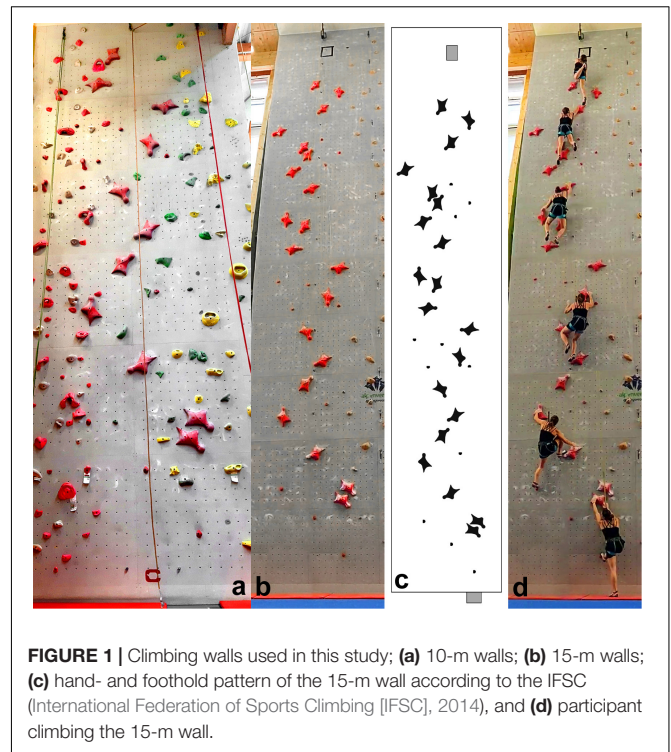 a
b
c
d
FIGURE 1 | Climbing walls used in this study; (a) 10-m walls; (b) 15-m walls;
(c) hand- and foothold pattern of the 15-m wall according to the IFSC
(International Federation of Sports Climbing [IFSC], 2014), and (d) participant
climbing the 15-m wall.